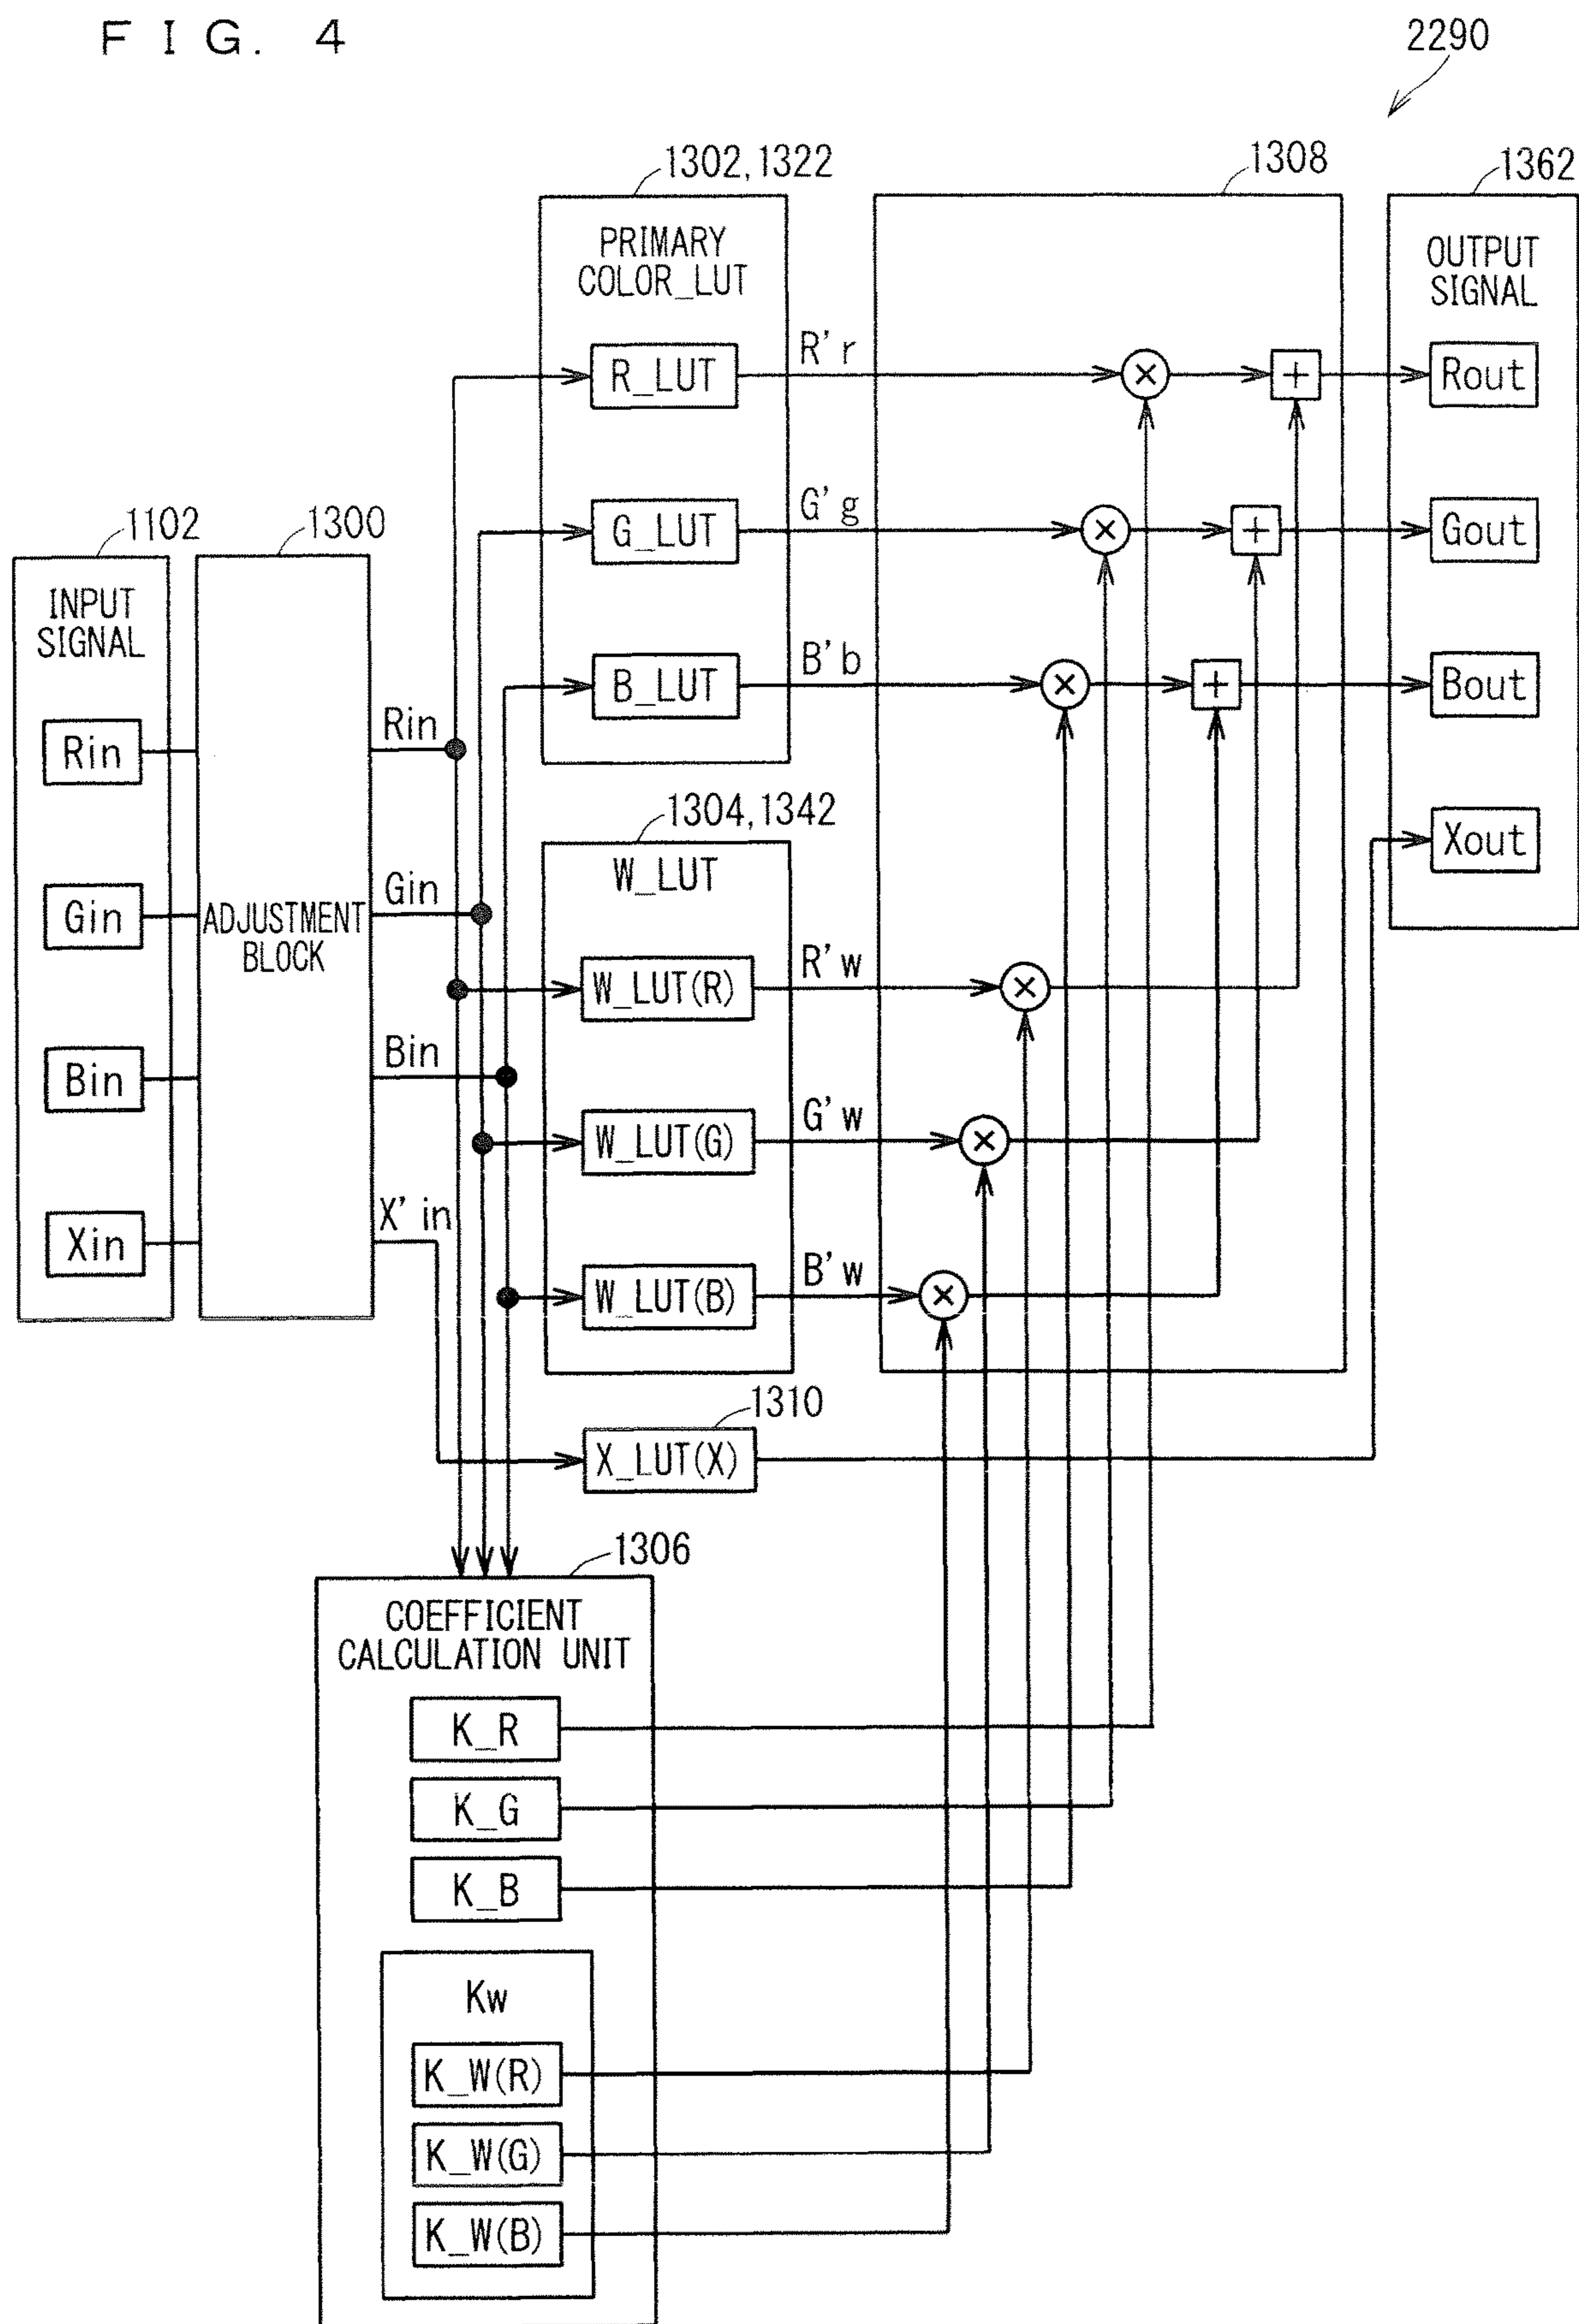 FIG. 4
2290
1302,1322
1308
1362
PRIMARY
COLOR_LUT
OUTPUT
SIGNAL
R_LUT
R'r
×
+
Rout
1102
1300
G_LUT
G'g
×
+
Gout
INPUT
SIGNAL
B_LUT
B'b
×
+
Bout
Rin
Rin
1304,1342
Xout
W_LUT
Gin
ADJUSTMENT
BLOCK
Gin
W_LUT(R)
R'w
×
Bin
Bin
W_LUT(G)
G'w
×
Xin
X'in
W_LUT(B)
B'w
×
1310
X_LUT(X)
1306
COEFFICIENT
CALCULATION UNIT
K_R
K_G
K_B
Kw
K_W(R)
K_W(G)
K_W(B)